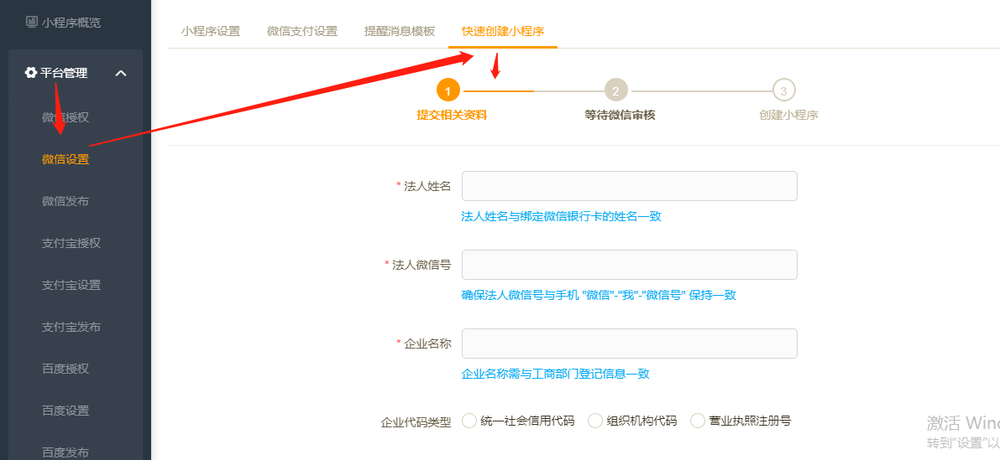 小程序概览
平台管理
微信授权
微信设置
微信发布
支付宝授权
支付宝设置
支付宝发布
百度授权
百度设置
百度发布
小程序设置 微信支付设置 提醒消息模板 快速创建小程序
1 2 3
提交相关资料 等待微信审核 创建小程序
* 法人姓名
法人姓名与绑定微信银行卡的姓名一致
* 法人微信号
确保法人微信号与手机 "微信"-"我"-"微信号" 保持一致
* 企业名称
企业名称需与工商部门登记信息一致
企业代码类型 统一社会信用代码 组织机构代码 营业执照注册号
激活 Wind
转到"设置"以